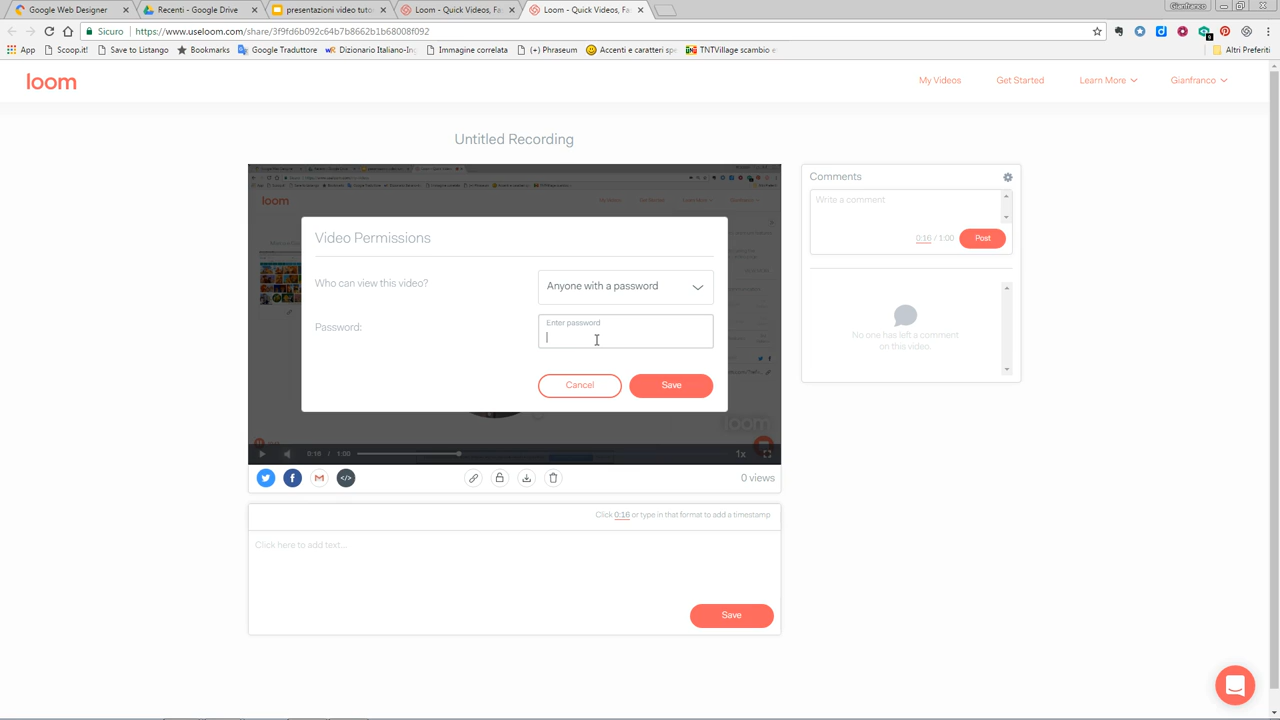 Google Web Designer
Recenti - Google Drive
presentazioni video tuto
Loom - Quick Videos, Fa
Loom - Quick Videos, Fa
Gianfranco
Sicuro
https://www.useloom.com/share/3f9fd6b092c64b7b8662b1b68008f092
App
Scoop.it!
Save to Listango
Bookmarks
Google Traduttore
Dizionario Italiano-Ing
Immagine correlata
(+) Phraseum
Accenti e caratteri spe
TNTVillage scambio e
Altri Preferiti
loom
My Videos
Get Started
Learn More
Gianfranco
Untitled Recording
loom
Video Permissions
Who can view this video?
Anyone with a password
Password:
Enter password
Cancel
Save
0:16 / 1:00
1x
Comments
Write a comment
0:16 / 1:00
Post
No one has left a comment
on this video.
0 views
Click 0:16 or type in that format to add a timestamp
Click here to add text...
Save